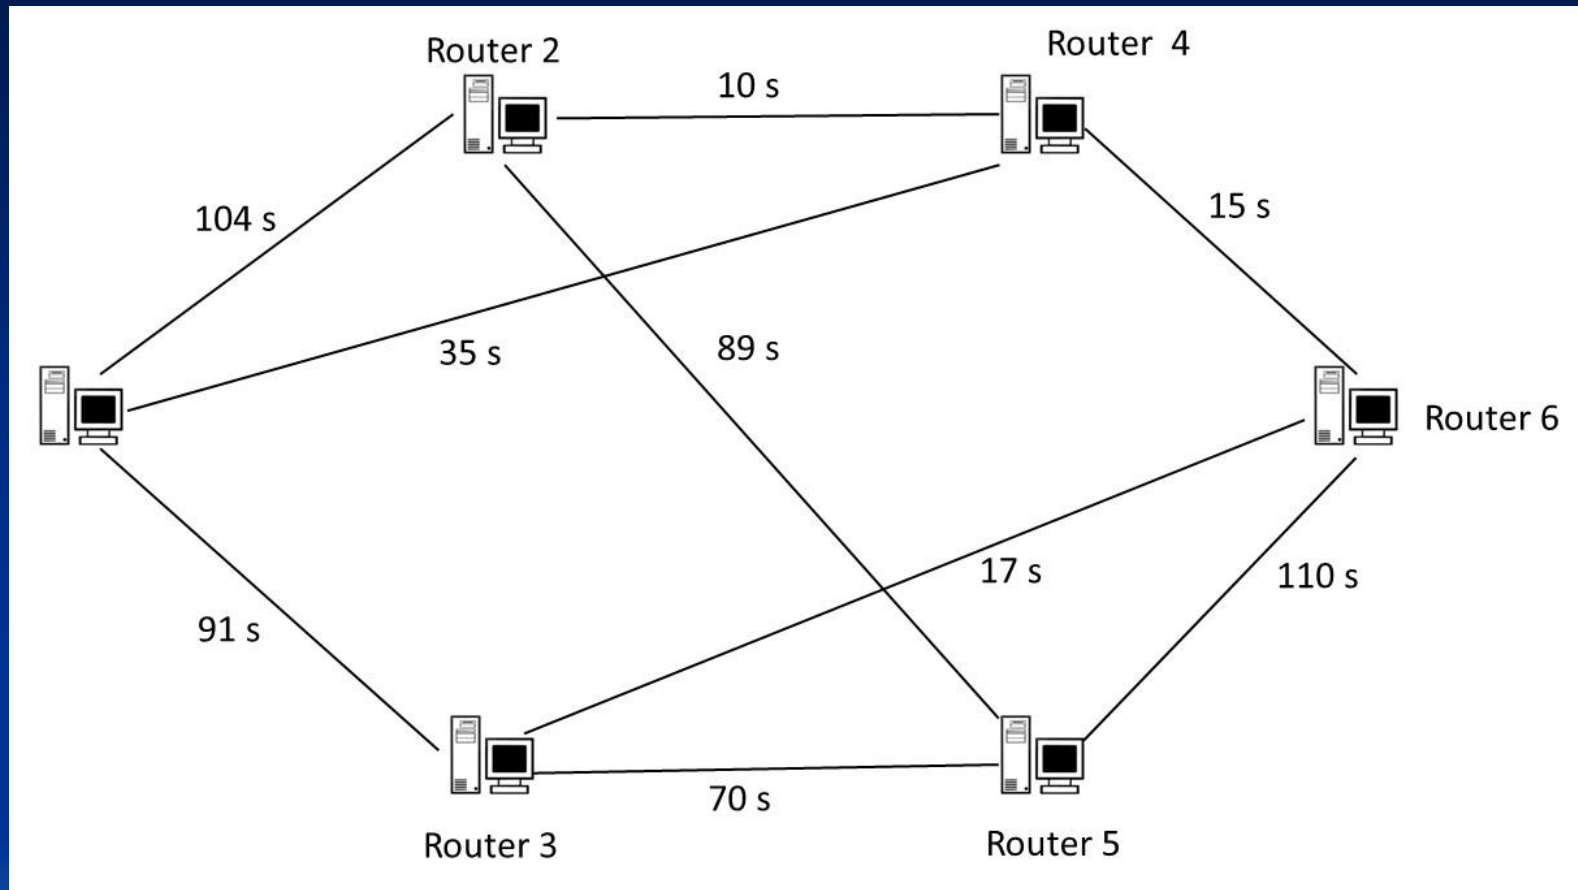 Router 2
Router 4
10 s
104 s
15 s
35 s
89 s
Router 6
17 s
110 s
91 s
70 s
Router 3
Router 5